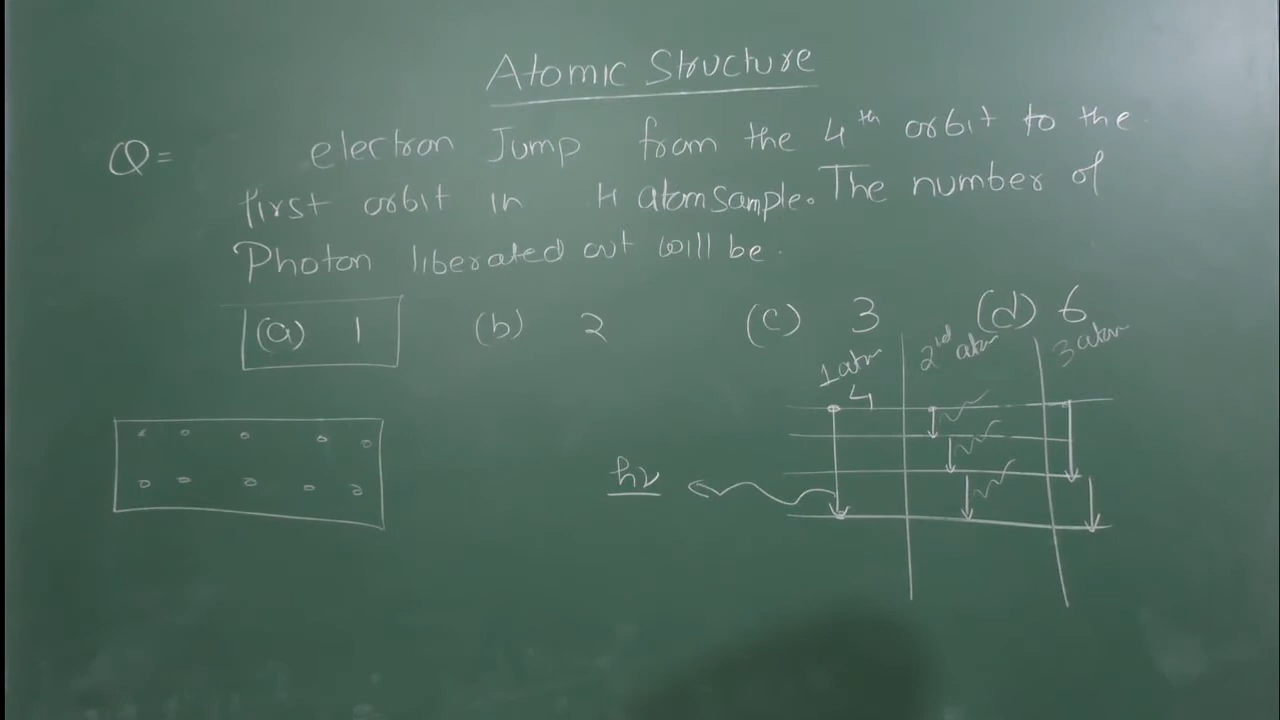 Atomic Structure
Q = electron Jump from the 4th orbit to the
first orbit in H atom sample. The number of
Photon liberated out will be.
(a) 1 (b) 2 (c) 3 (d) 6
1 atom 2nd atom 3 atom
4
hν